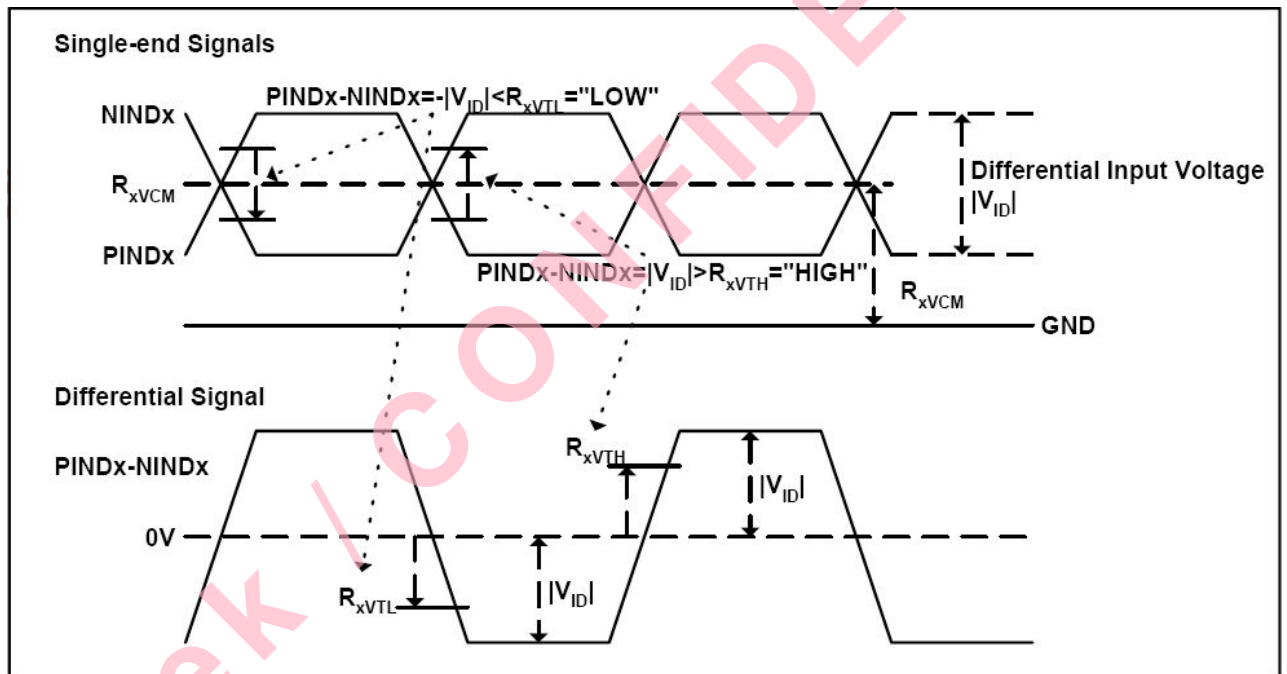 Single-end Signals
PINDx-NINDx=-|VID|<RxVTL="LOW"
NINDx
RxVCM
PINDx
Differential Input Voltage
|VID|
PINDx-NINDx=|VID|>RxVTH="HIGH"
RxVCM
GND
Differential Signal
PINDx-NINDx
RxVTH
|VID|
0V
RxVTL
|VID|
ek / CONFIDE